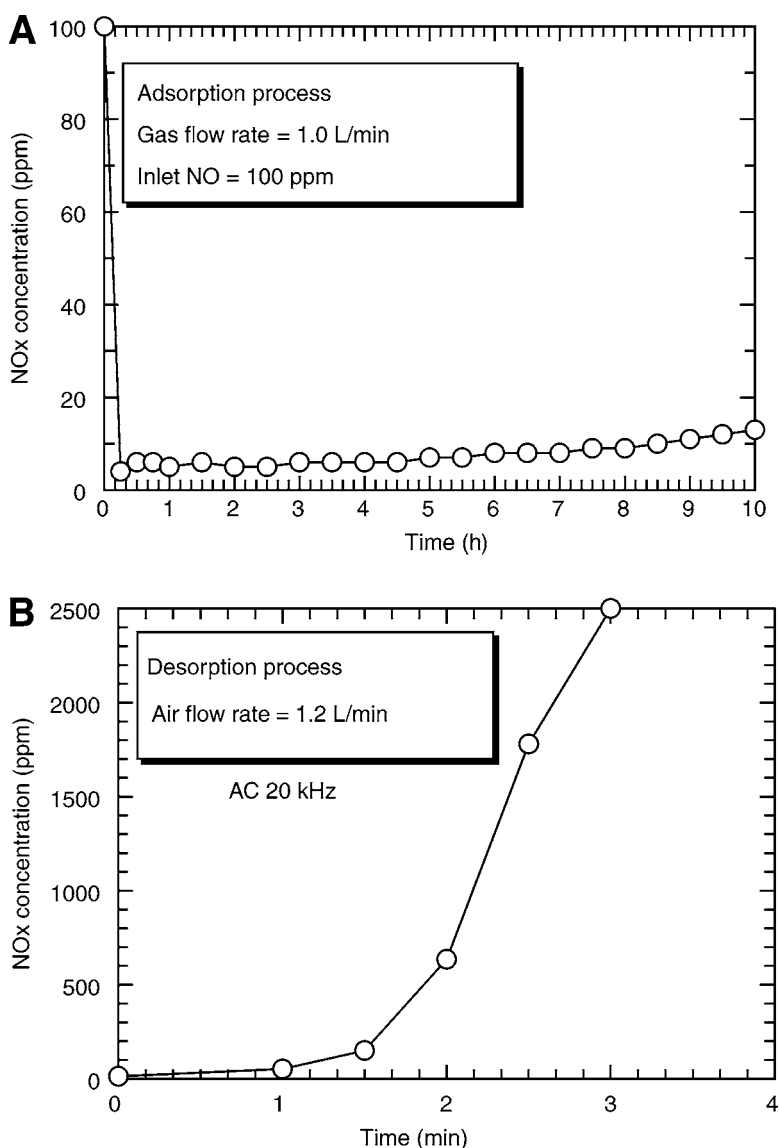 A
NOx concentration (ppm)
100
80
60
40
20
0
Adsorption process
Gas flow rate = 1.0 L/min
Inlet NO = 100 ppm
0 1 2 3 4 5 6 7 8 9 10
Time (h)
B
NOx concentration (ppm)
2500
2000
1500
1000
500
0
Desorption process
Air flow rate = 1.2 L/min
AC 20 kHz
0 1 2 3 4
Time (min)